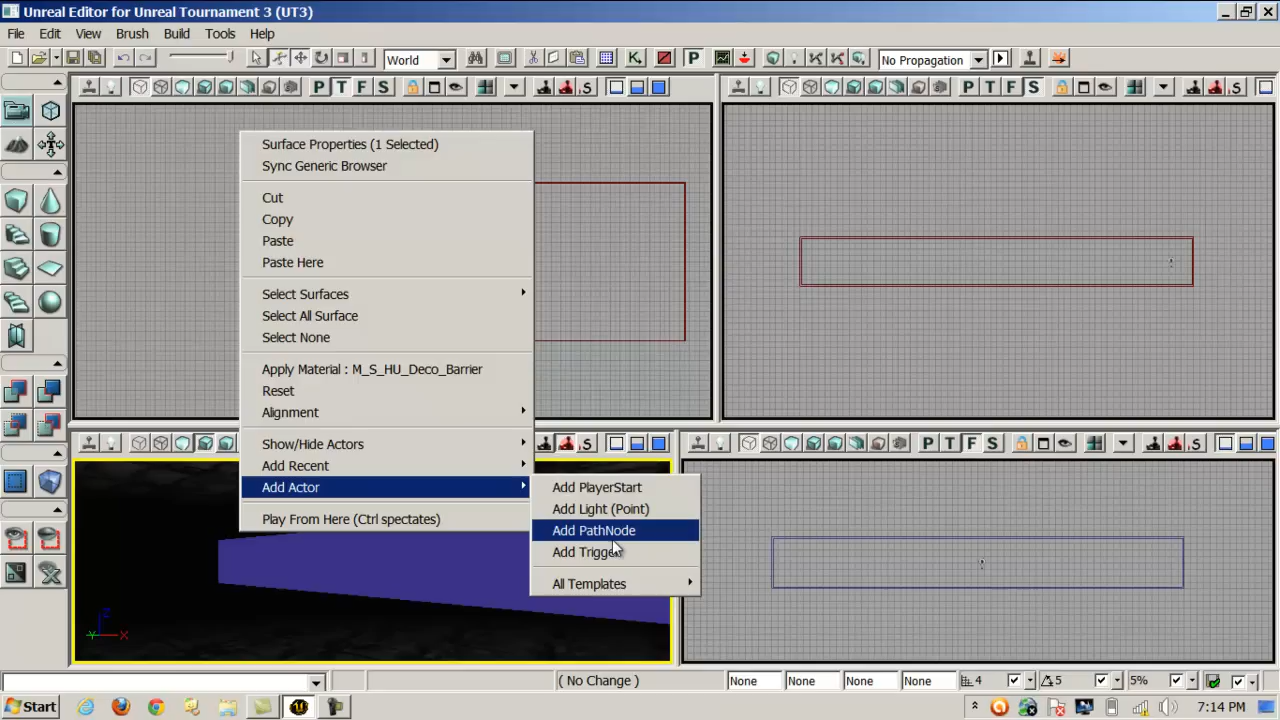 Unreal Editor for Unreal Tournament 3 (UT3)
File Edit View Brush Build Tools Help
World
P
No Propagation
P T F S
S
P T F S
S
Surface Properties (1 Selected)
Sync Generic Browser
Cut
Copy
Paste
Paste Here
Select Surfaces
Select All Surface
Select None
Apply Material : M_S_HU_Deco_Barrier
Reset
Alignment
Show/Hide Actors
Add Recent
Add Actor
Play From Here (Ctrl spectates)
S
P T F S
S
Add PlayerStart
Add Light (Point)
Add PathNode
Add Trigger
All Templates
Z
Y X
( No Change )
None None None None 4 5 5%
Start
7:14 PM